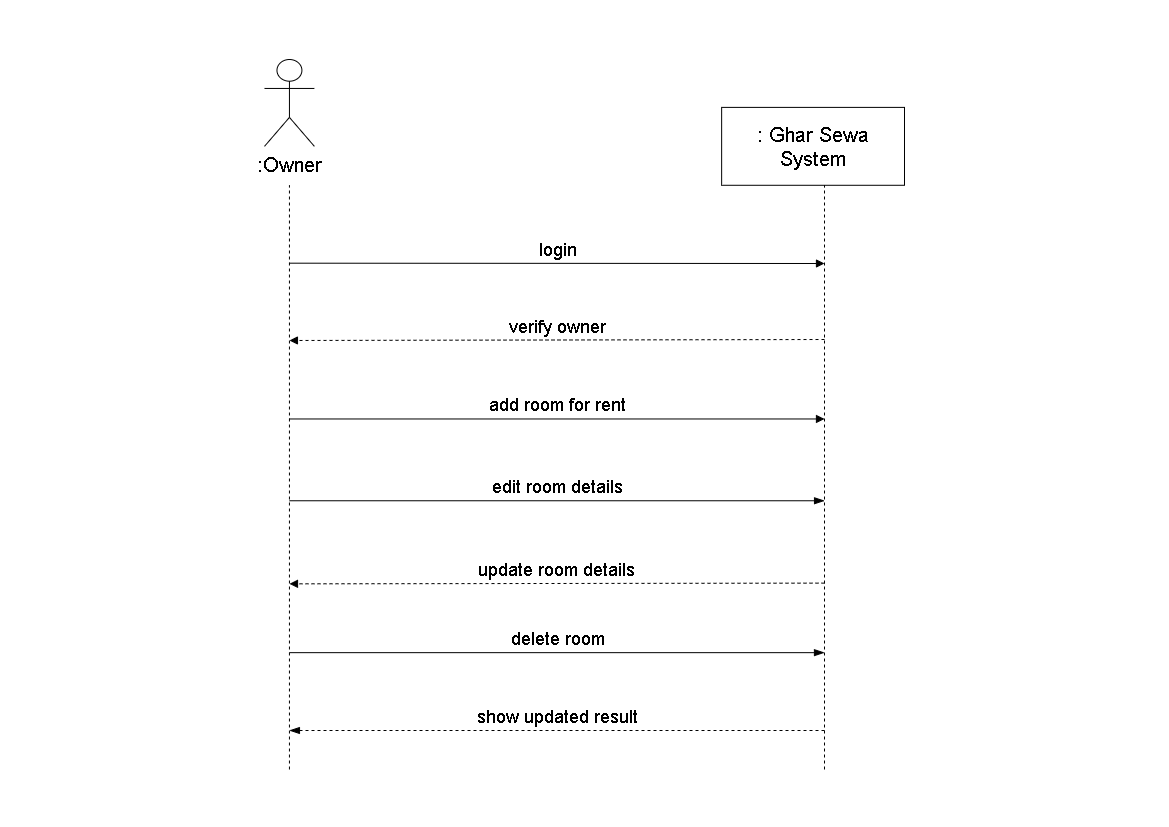 :Owner
: Ghar Sewa
System
login
verify owner
add room for rent
edit room details
update room details
delete room
show updated result